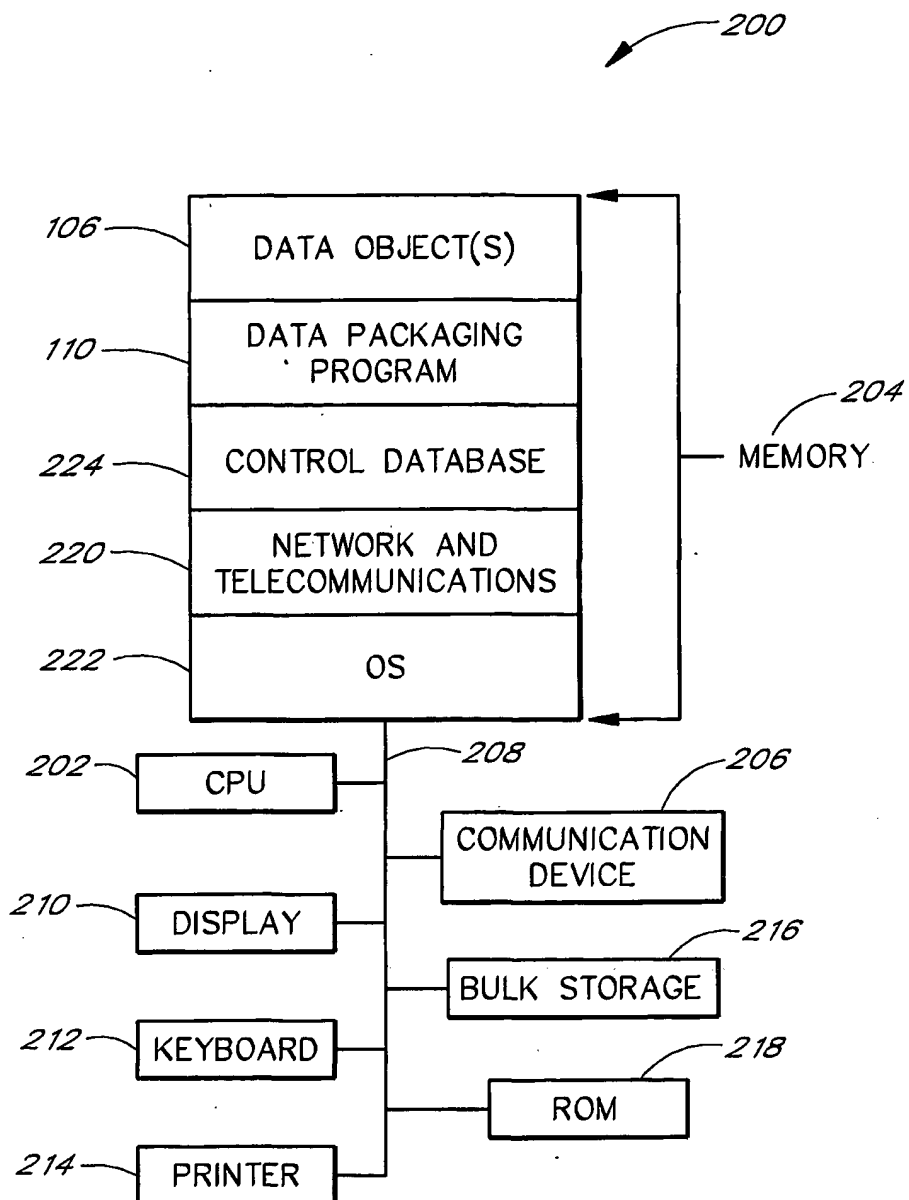 200
106
DATA OBJECT(S)
110
DATA PACKAGING
PROGRAM
204
MEMORY
224
CONTROL DATABASE
220
NETWORK AND
TELECOMMUNICATIONS
222
OS
208
202
CPU
206
COMMUNICATION
DEVICE
210
DISPLAY
216
BULK STORAGE
212
KEYBOARD
218
ROM
214
PRINTER